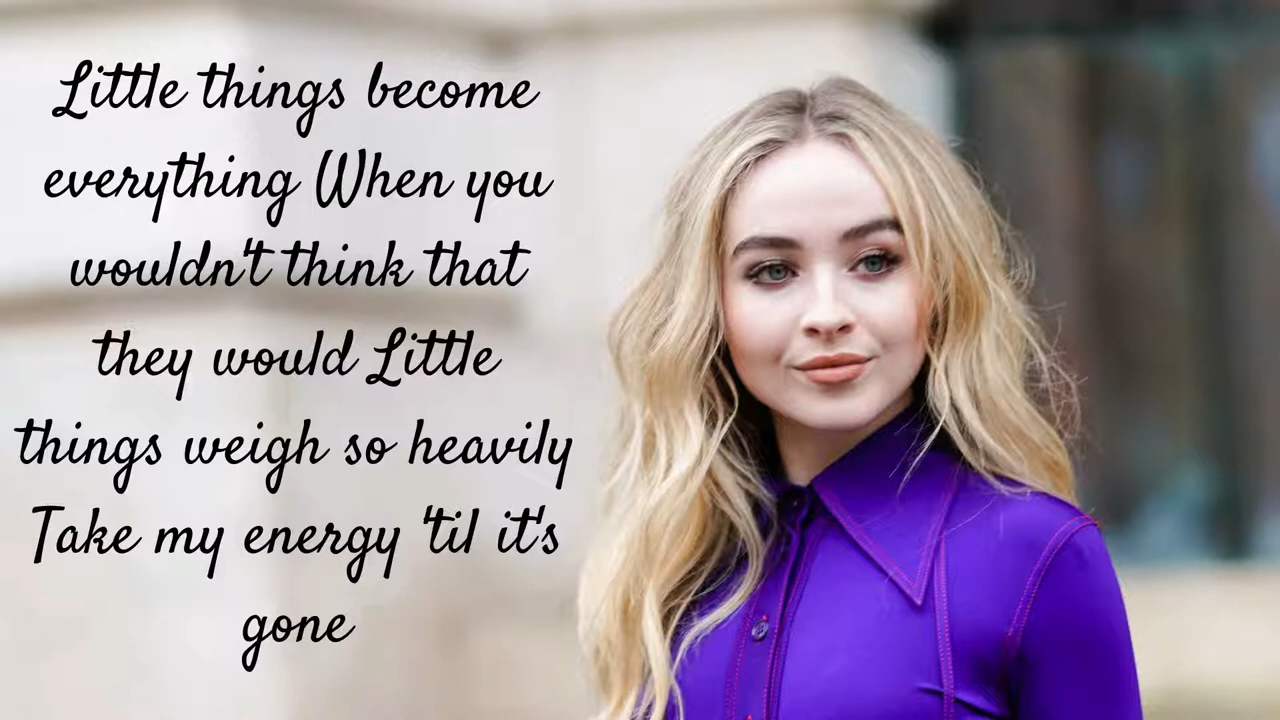 Little things become
everything When you
wouldn't think that
they would Little
things weigh so heavily
Take my energy 'til it's
gone